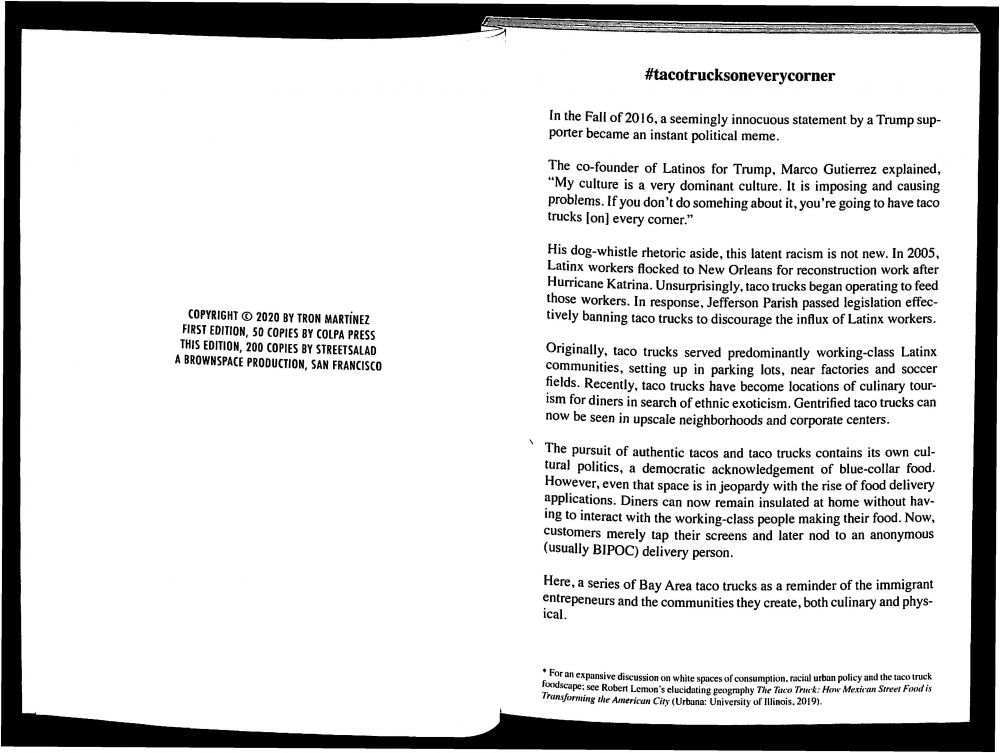 COPYRIGHT © 2020 BY TRON MARTÍNEZ
FIRST EDITION, 50 COPIES BY COLPA PRESS
THIS EDITION, 200 COPIES BY STREETSALAD
A BROWNSPACE PRODUCTION, SAN FRANCISCO
#tacotrucksoneverycorner
In the Fall of 2016, a seemingly innocuous statement by a Trump sup-
porter became an instant political meme.
The co-founder of Latinos for Trump, Marco Gutierrez explained,
“My culture is a very dominant culture. It is imposing and causing
problems. If you don’t do somehing about it, you’re going to have taco
trucks [on] every corner.”
His dog-whistle rhetoric aside, this latent racism is not new. In 2005,
Latinx workers flocked to New Orleans for reconstruction work after
Hurricane Katrina. Unsurprisingly, taco trucks began operating to feed
those workers. In response, Jefferson Parish passed legislation effec-
tively banning taco trucks to discourage the influx of Latinx workers.
Originally, taco trucks served predominantly working-class Latinx
communities, setting up in parking lots, near factories and soccer
fields. Recently, taco trucks have become locations of culinary tour-
ism for diners in search of ethnic exoticism. Gentrified taco trucks can
now be seen in upscale neighborhoods and corporate centers.
The pursuit of authentic tacos and taco trucks contains its own cul-
tural politics, a democratic acknowledgement of blue-collar food.
However, even that space is in jeopardy with the rise of food delivery
applications. Diners can now remain insulated at home without hav-
ing to interact with the working-class people making their food. Now,
customers merely tap their screens and later nod to an anonymous
(usually BIPOC) delivery person.
Here, a series of Bay Area taco trucks as a reminder of the immigrant
entrepeneurs and the communities they create, both culinary and phys-
ical.
* For an expansive discussion on white spaces of consumption, racial urban policy and the taco truck
foodscape; see Robert Lemon’s elucidating geography The Taco Truck: How Mexican Street Food is
Transforming the American City (Urbana: University of Illinois, 2019).